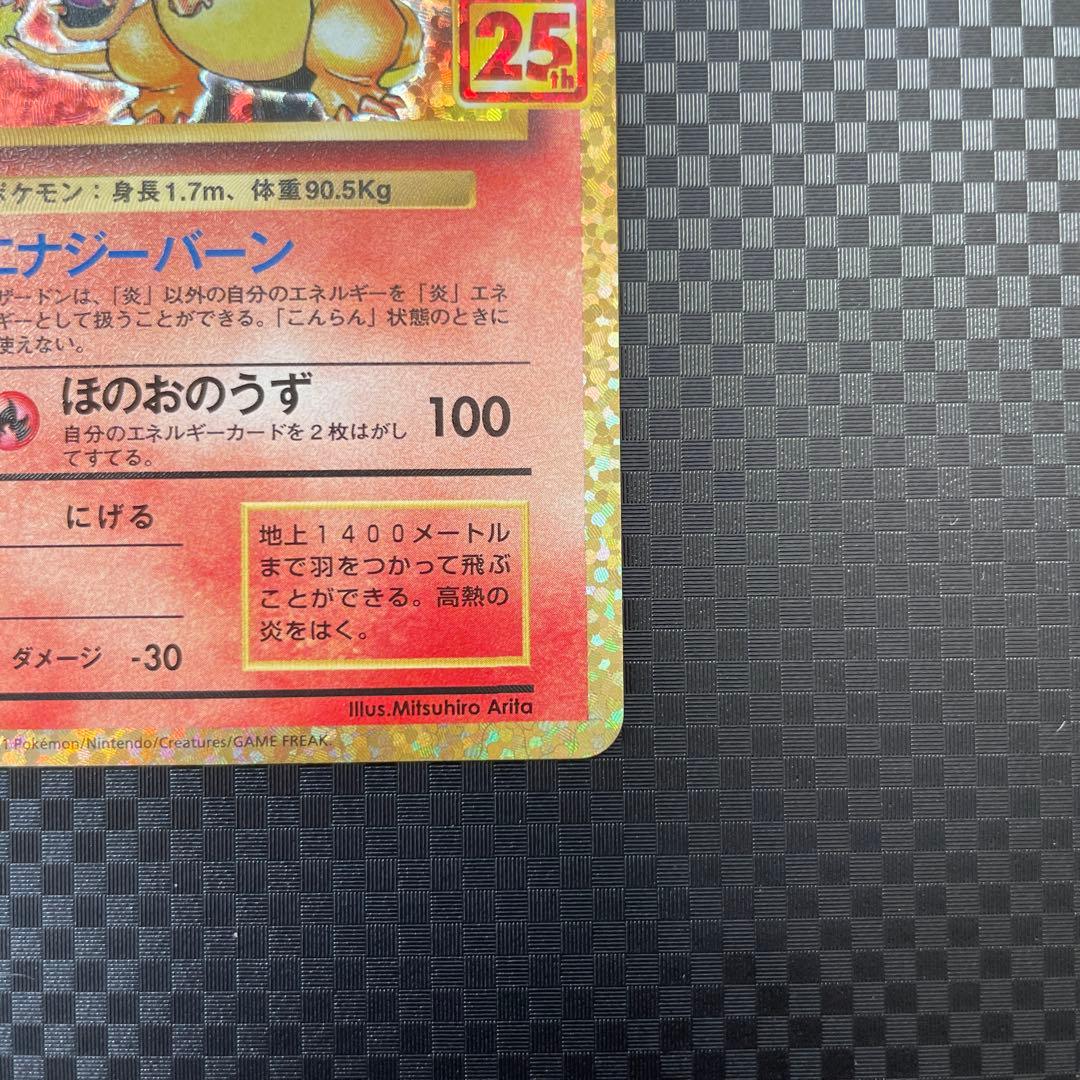 25th
ポケモン：身長1.7m、体重90.5Kg
エナジーバーン
ザードンは、「炎」以外の自分のエネルギーを「炎」エネ
ギーとして扱うことができる。「こんらん」状態のときに
使えない。
ほのおのうず 100
自分のエネルギーカードを２枚はがし
てすてる。
にげる
地上１４００メートル
まで羽をつかって飛ぶ
ことができる。高熱の
炎をはく。
ダメージ -30
Illus.Mitsuhiro Arita
1 Pokémon/Nintendo/Creatures/GAME FREAK.